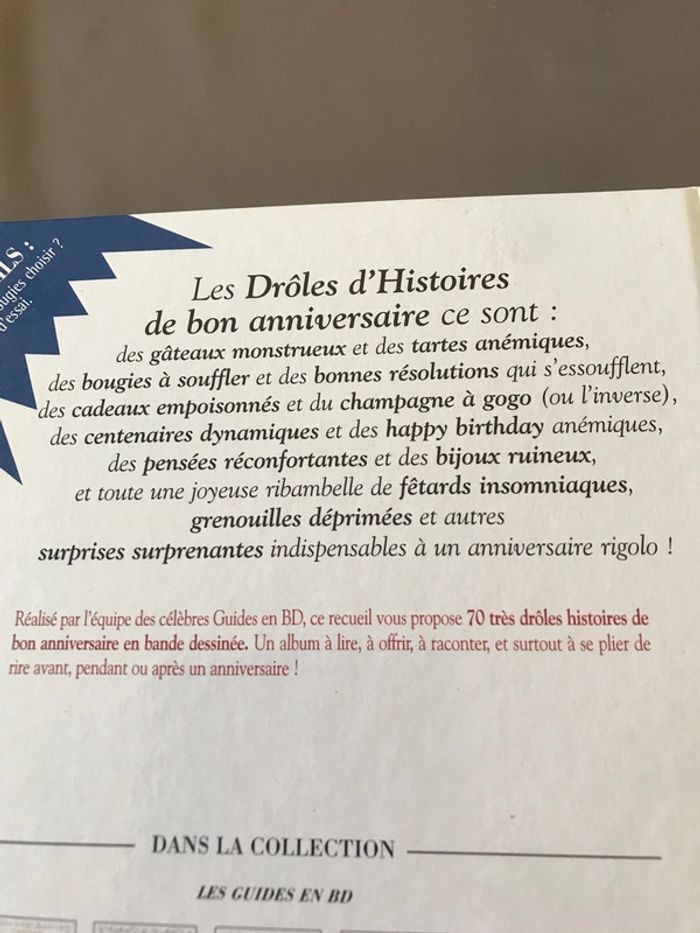 LS :
ougies choisir ?
d'essai.
Les Drôles d'Histoires
de bon anniversaire ce sont :
des gâteaux monstrueux et des tartes anémiques,
des bougies à souffler et des bonnes résolutions qui s'essoufflent,
des cadeaux empoisonnés et du champagne à gogo (ou l'inverse),
des centenaires dynamiques et des happy birthday anémiques,
des pensées réconfortantes et des bijoux ruineux,
et toute une joyeuse ribambelle de fêtards insomniaques,
grenouilles déprimées et autres
surprises surprenantes indispensables à un anniversaire rigolo !
Réalisé par l'équipe des célèbres Guides en BD, ce recueil vous propose 70 très drôles histoires de
bon anniversaire en bande dessinée. Un album à lire, à offrir, à raconter, et surtout à se plier de
rire avant, pendant ou après un anniversaire !
DANS LA COLLECTION
LES GUIDES EN BD